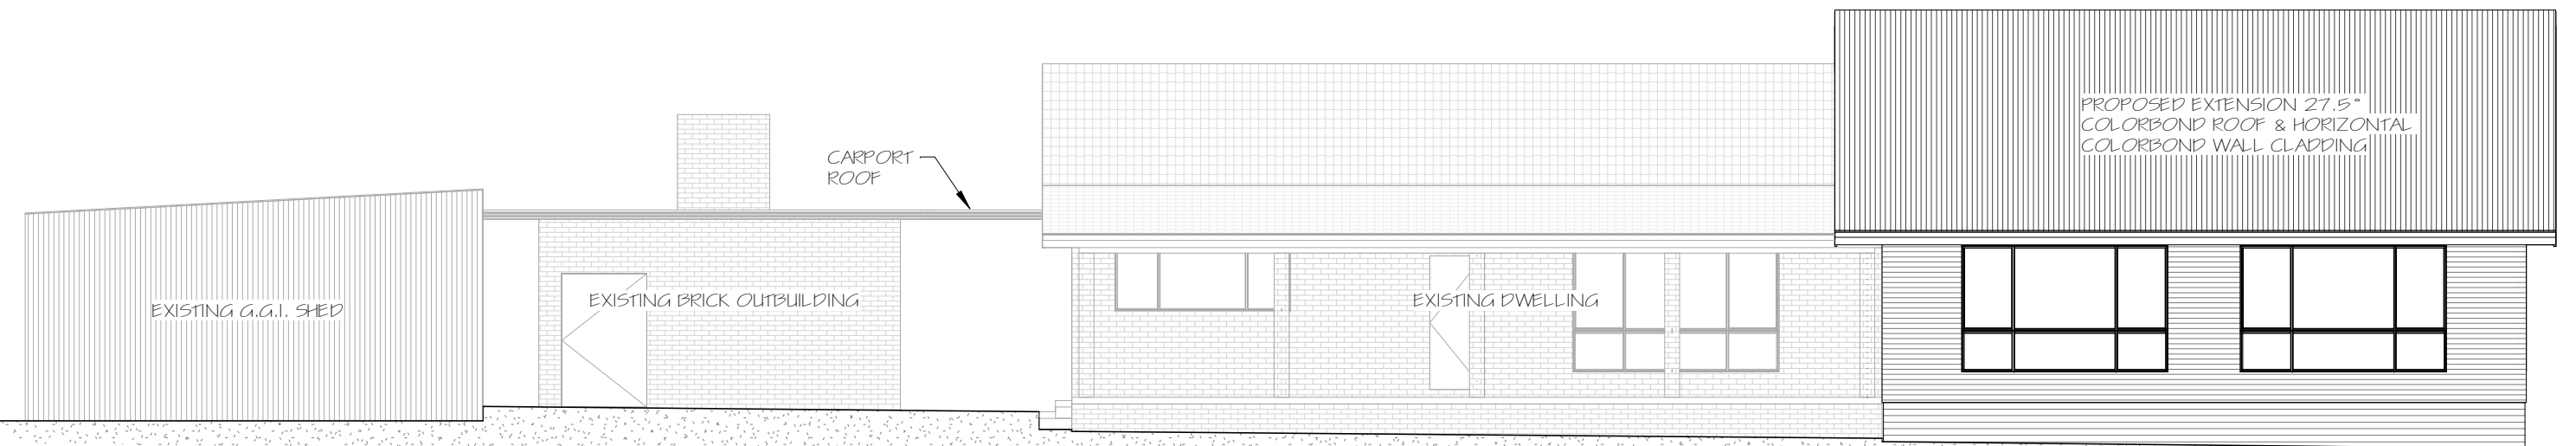 PROPOSED EXTENSION 27.5°
COLORBOND ROOF & HORIZONTAL
COLORBOND WALL CLADDING
CARPORT
ROOF
EXISTING G.G.I. SHED
EXISTING BRICK OUTBUILDING
EXISTING DWELLING